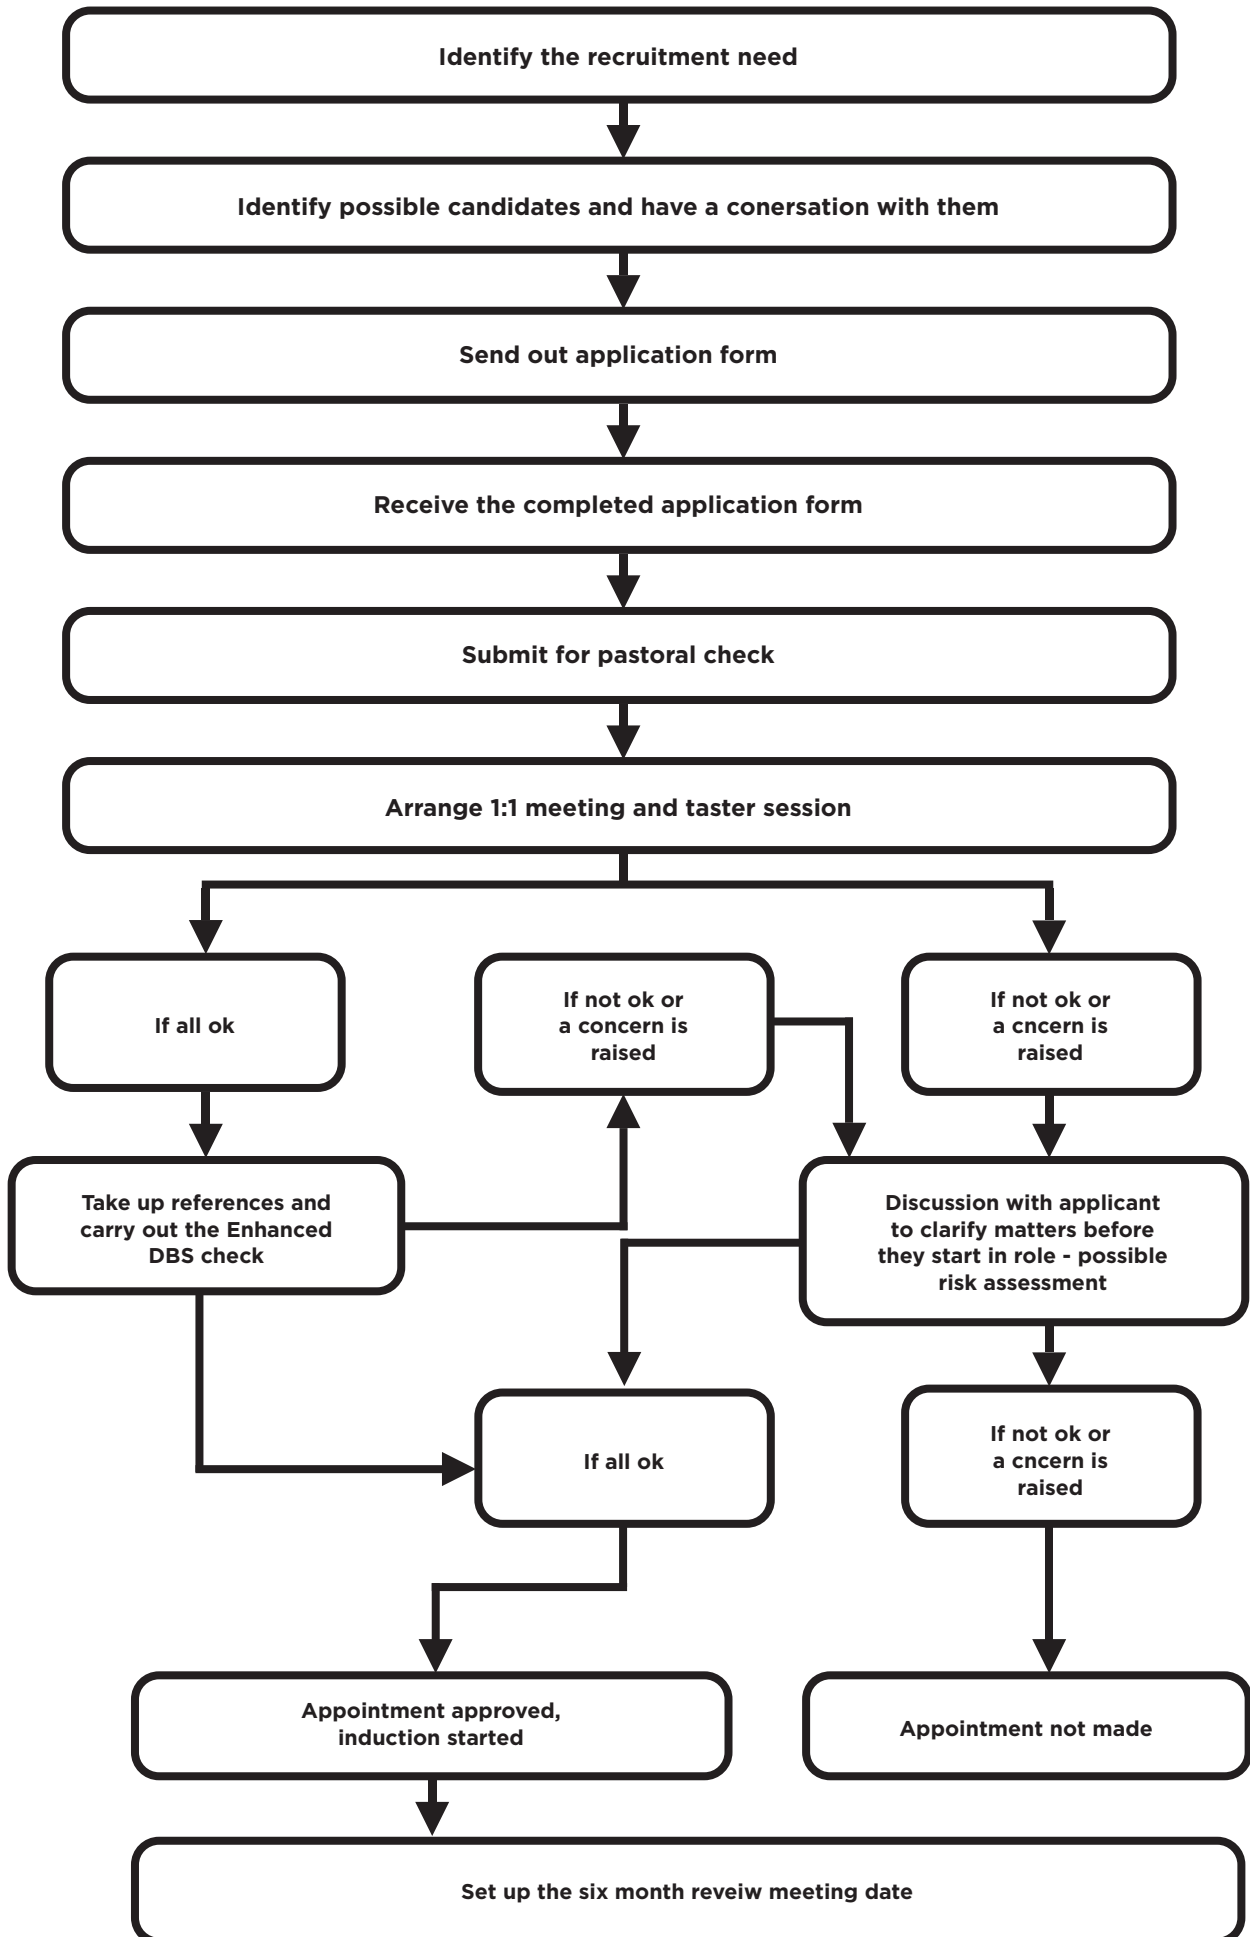 Identify the recruitment need
Identify possible candidates and have a conersation with them
Send out application form
Receive the completed application form
Submit for pastoral check
Arrange 1:1 meeting and taster session
If all ok
If not ok or
a concern is
raised
If not ok or
a cncern is
raised
Take up references and
carry out the Enhanced
DBS check
Discussion with applicant
to clarify matters before
they start in role - possible
risk assessment
If all ok
If not ok or
a cncern is
raised
Appointment approved,
induction started
Appointment not made
Set up the six month reveiw meeting date